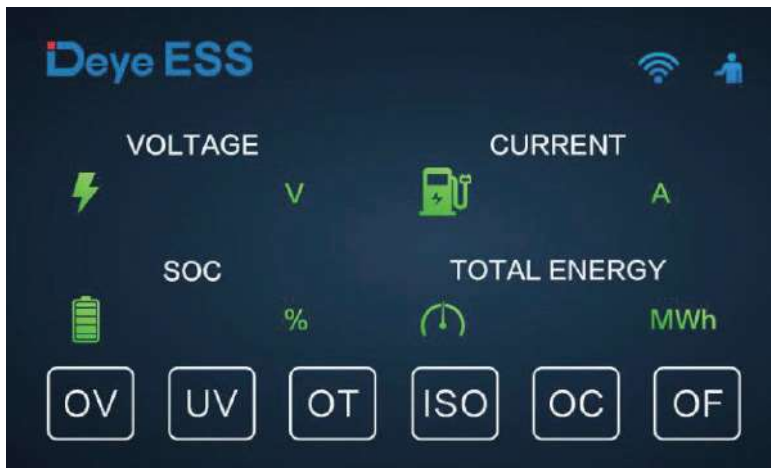 Deye ESS
VOLTAGE
CURRENT
V
A
SOC
TOTAL ENERGY
%
MWh
OV UV OT ISO OC OF